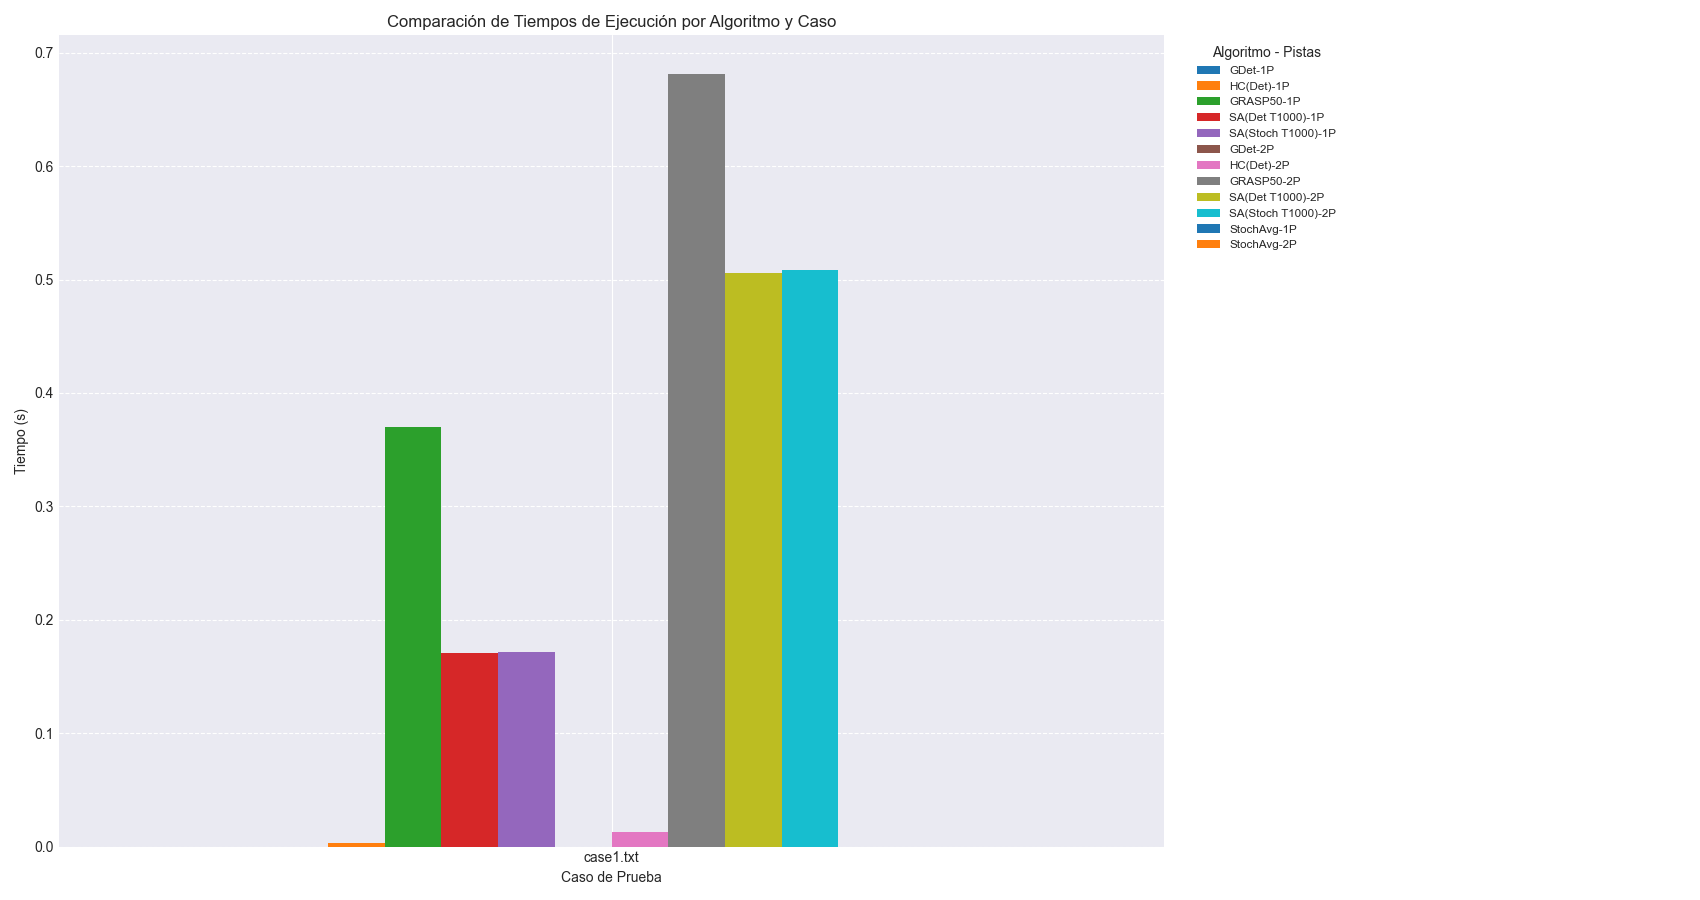 Comparación de Tiempos de Ejecución por Algoritmo y Caso
Algoritmo - Pistas
GDet-1P
HC(Det)-1P
GRASP50-1P
SA(Det T1000)-1P
SA(Stoch T1000)-1P
GDet-2P
HC(Det)-2P
GRASP50-2P
SA(Det T1000)-2P
SA(Stoch T1000)-2P
StochAvg-1P
StochAvg-2P
Tiempo (s)
0.7
0.6
0.5
0.4
0.3
0.2
0.1
0.0
case1.txt
Caso de Prueba